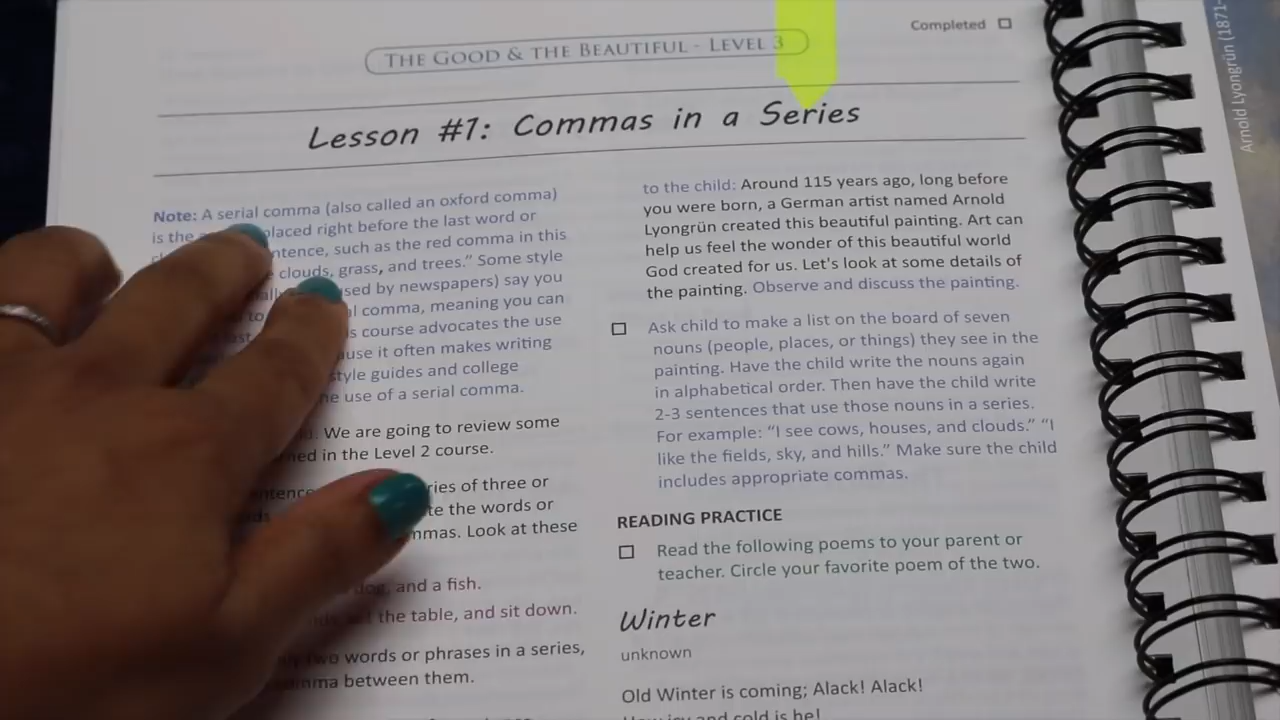 Completed
THE GOOD & THE BEAUTIFUL - LEVEL 3
Lesson #1: Commas in a Series
Note: A serial comma (also called an oxford comma)
is the placed right before the last word or
such as the red comma in this
clouds, grass, and trees.” Some style
used by newspapers) say you
comma, meaning you can
course advocates the use
it often makes writing
style guides and college
use of a serial comma.
We are going to review some
in the Level 2 course.
of three or
the words or
Look at these
dog, and a fish.
the table, and sit down.
two words or phrases in a series,
between them.
to the child: Around 115 years ago, long before
you were born, a German artist named Arnold
Lyongrün created this beautiful painting. Art can
help us feel the wonder of this beautiful world
God created for us. Let's look at some details of
the painting. Observe and discuss the painting.
Ask child to make a list on the board of seven
nouns (people, places, or things) they see in the
painting. Have the child write the nouns again
in alphabetical order. Then have the child write
2-3 sentences that use those nouns in a series.
For example: “I see cows, houses, and clouds.” “I
like the fields, sky, and hills.” Make sure the child
includes appropriate commas.
READING PRACTICE
Read the following poems to your parent or
teacher. Circle your favorite poem of the two.
Winter
unknown
Old Winter is coming; Alack! Alack!
How icy and cold is he!
Arnold Lyongrün (1871-